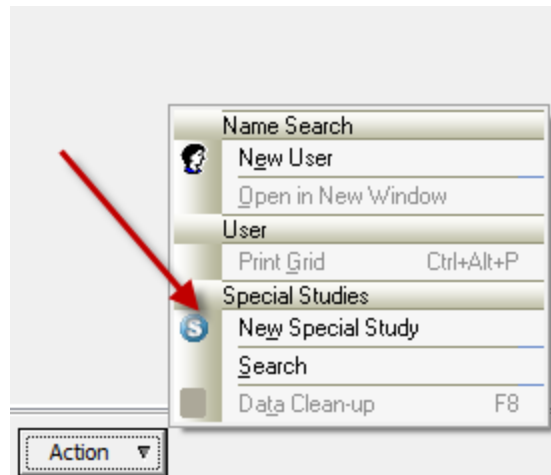 Name Search
New User
Open in New Window
User
Print Grid Ctrl+Alt+P
Special Studies
S
New Special Study
Search
Data Clean-up F8
Action ▼